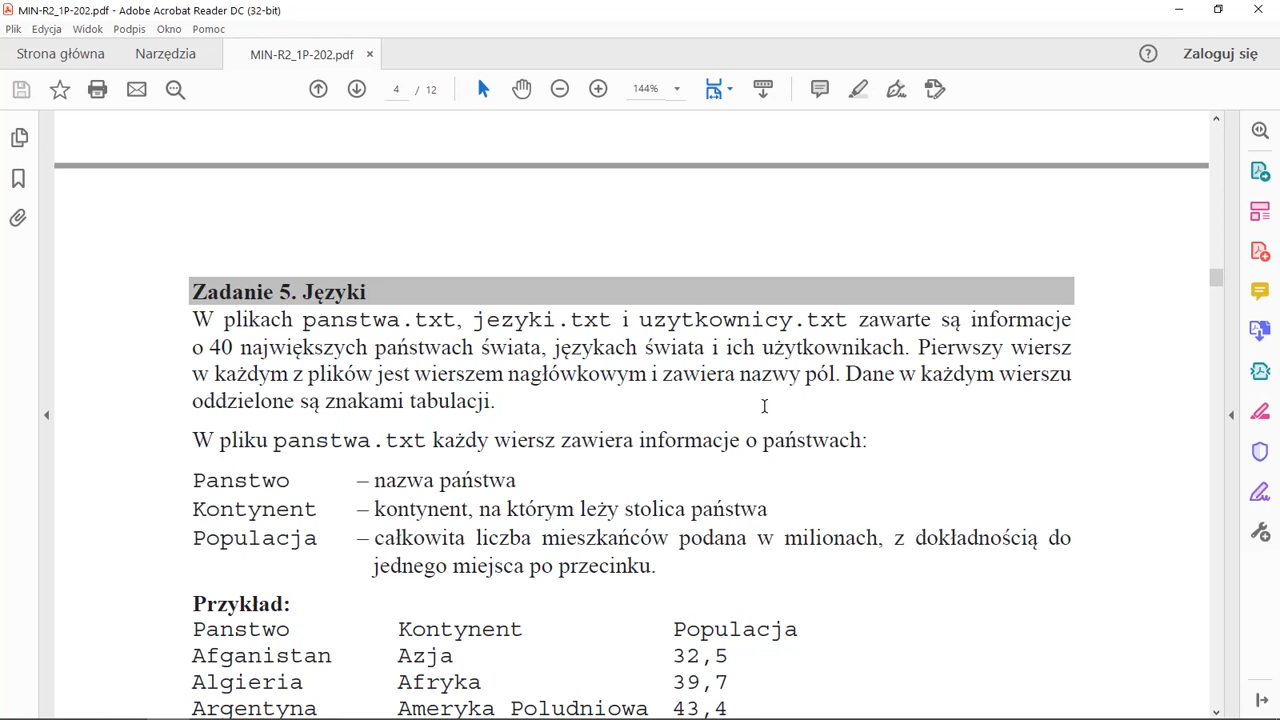 MIN-R2_1P-202.pdf - Adobe Acrobat Reader DC (32-bit)
Plik Edycja Widok Podpis Okno Pomoc
Strona główna Narzędzia MIN-R2_1P-202.pdf × Zaloguj się
4 / 12 144%
Zadanie 5. Języki
W plikach panstwa.txt, jezyki.txt i uzytkownicy.txt zawarte są informacje
o 40 największych państwach świata, językach świata i ich użytkownikach. Pierwszy wiersz
w każdym z plików jest wierszem nagłówkowym i zawiera nazwy pól. Dane w każdym wierszu
oddzielone są znakami tabulacji.
W pliku panstwa.txt każdy wiersz zawiera informacje o państwach:
Panstwo – nazwa państwa
Kontynent – kontynent, na którym leży stolica państwa
Populacja – całkowita liczba mieszkańców podana w milionach, z dokładnością do
jednego miejsca po przecinku.
Przykład:
Panstwo Kontynent Populacja
Afganistan Azja 32,5
Algieria Afryka 39,7
Argentyna Ameryka Poludniowa 43,4